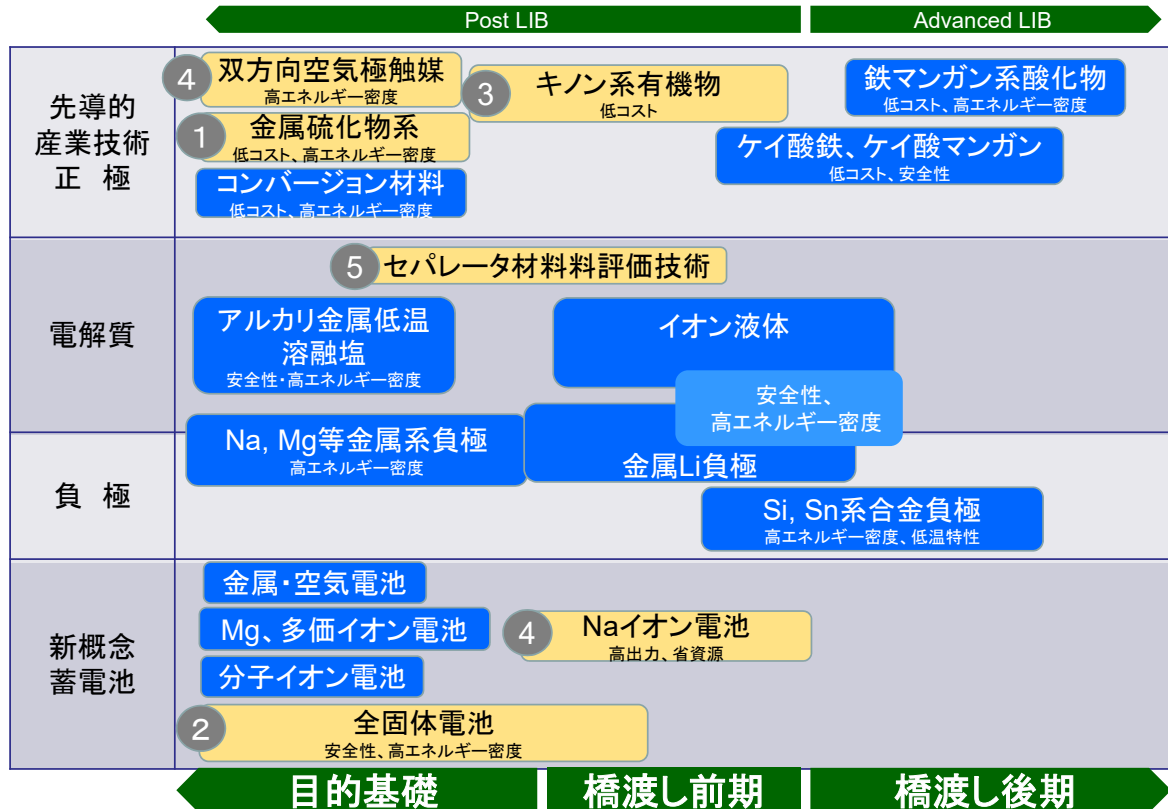 Post LIB
Advanced LIB
先導的
産業技術
正 極
④ 双方向空気極触媒
高エネルギー密度
① 金属硫化物系
低コスト、高エネルギー密度
コンバージョン材料
低コスト、高エネルギー密度
③ キノン系有機物
低コスト
鉄マンガン系酸化物
低コスト、高エネルギー密度
ケイ酸鉄、ケイ酸マンガン
低コスト、安全性
電解質
⑤ セパレータ材料料評価技術
アルカリ金属低温
溶融塩
安全性・高エネルギー密度
イオン液体
安全性、
高エネルギー密度
負 極
Na, Mg等金属系負極
高エネルギー密度
金属Li負極
Si, Sn系合金負極
高エネルギー密度、低温特性
新概念
蓄電池
金属・空気電池
Mg、多価イオン電池
分子イオン電池
④ Naイオン電池
高出力、省資源
② 全固体電池
安全性、高エネルギー密度
目的基礎
橋渡し前期
橋渡し後期